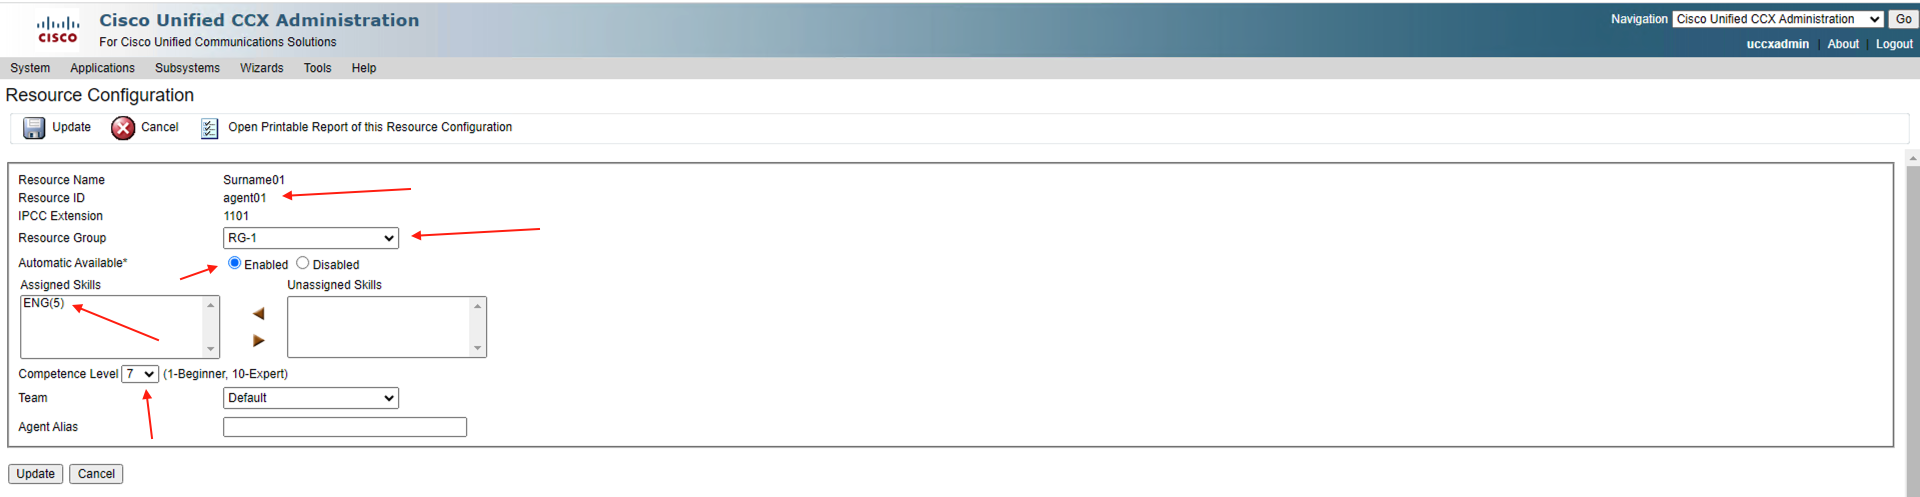 Cisco Unified CCX Administration
For Cisco Unified Communications Solutions
CISCO
Navigation Cisco Unified CCX Administration Go
uccxadmin | About | Logout
System Applications Subsystems Wizards Tools Help
Resource Configuration
Update Cancel Open Printable Report of this Resource Configuration
Resource Name Surname01
Resource ID agent01
IPCC Extension 1101
Resource Group RG-1
Automatic Available* Enabled Disabled
Assigned Skills Unassigned Skills
ENG(5)
Competence Level 7 (1-Beginner, 10-Expert)
Team Default
Agent Alias
Update Cancel